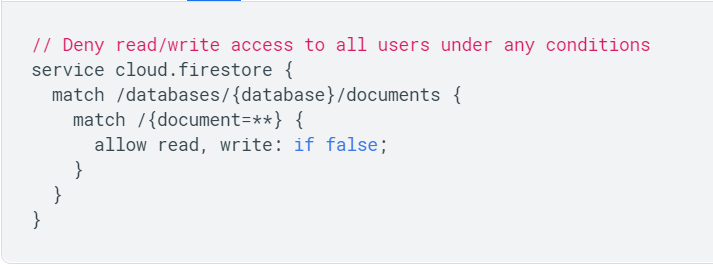 // Deny read/write access to all users under any conditions
service cloud.firestore {
  match /databases/{database}/documents {
    match /{document=**} {
      allow read, write: if false;
    }
  }
}